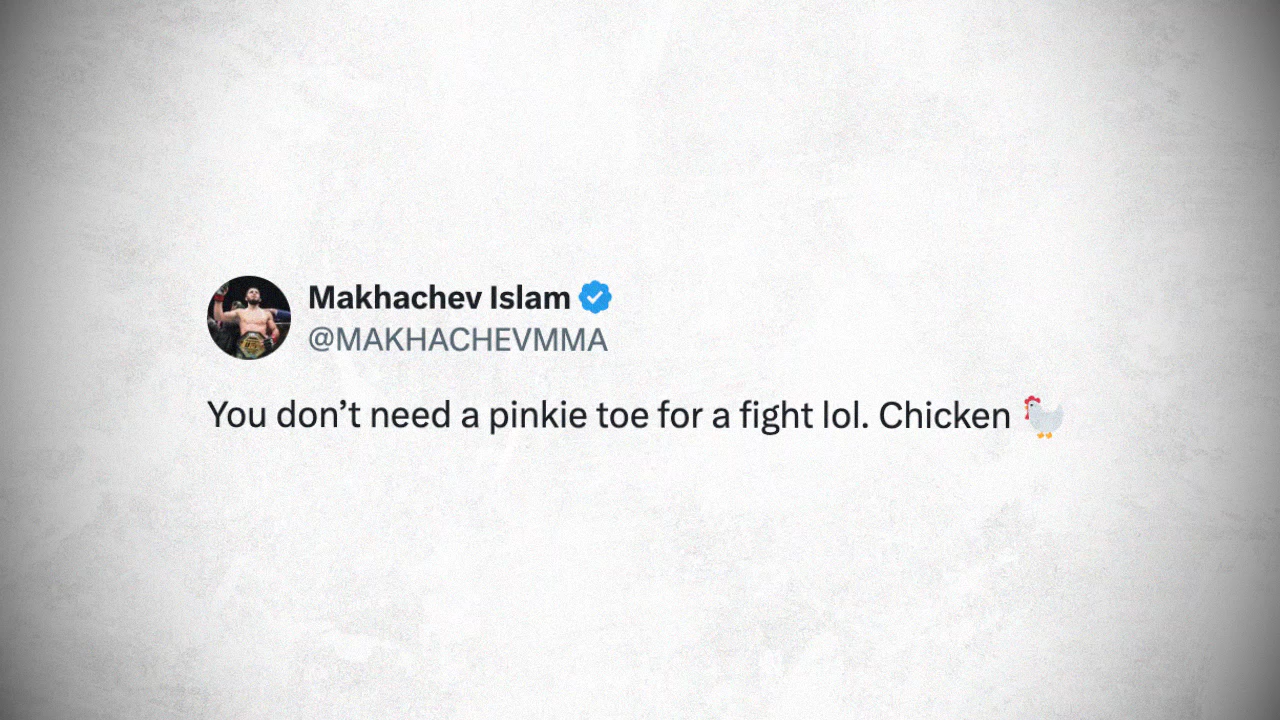 Makhachev Islam
@MAKHACHEVMMA
You don’t need a pinkie toe for a fight lol. Chicken 🐓